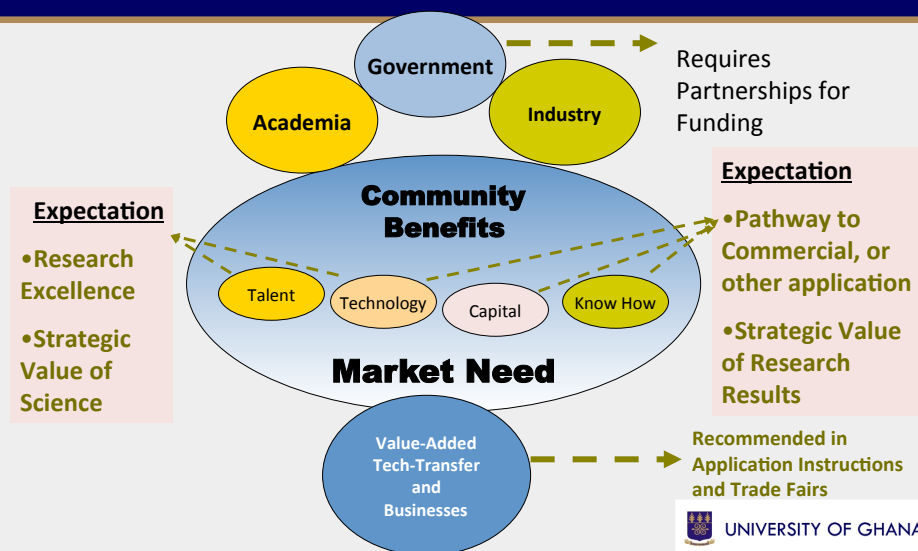 Government
Academia
Industry
Requires
Partnerships for
Funding
Community
Benefits
Talent
Technology
Capital
Know How
Market Need
Expectation
•Research
Excellence
•Strategic
Value of
Science
Expectation
•Pathway to
Commercial, or
other application
•Strategic Value
of Research
Results
Value-Added
Tech-Transfer
and
Businesses
Recommended in
Application Instructions
and Trade Fairs
UNIVERSITY OF GHANA